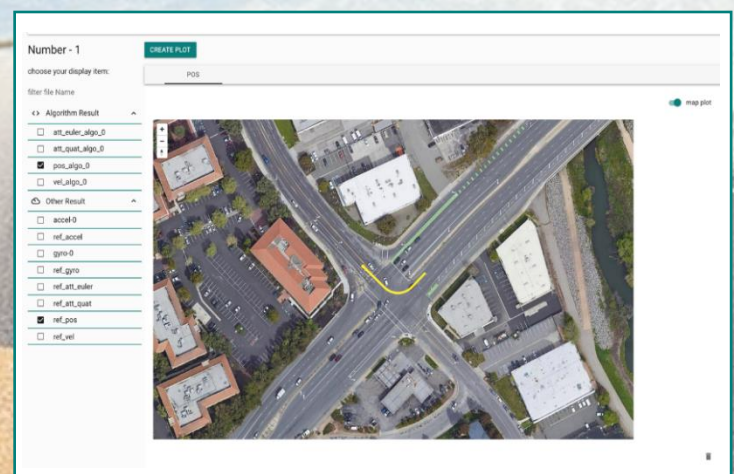 Number - 1
CREATE PLOT
choose your display item:
POS
filter file Name
map plot
<> Algorithm Result
att_euler_algo_0
att_quat_algo_0
pos_algo_0
vel_algo_0
Other Result
accel-0
ref_accel
gyro-0
ref_gyro
ref_att_euler
ref_att_quat
ref_pos
ref_vel
+
-